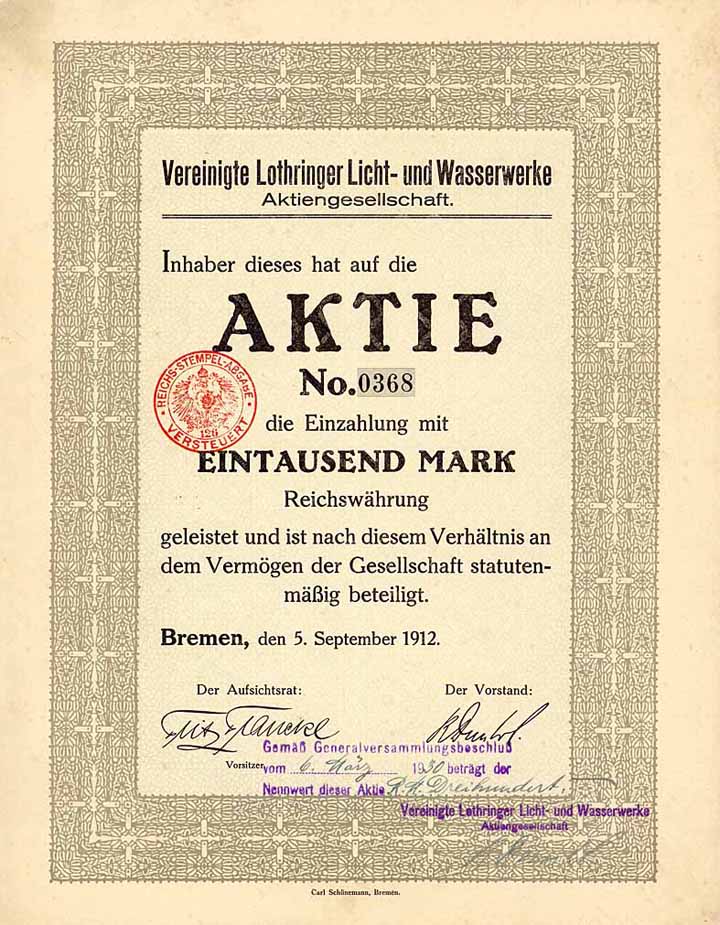 Vereinigte Lothringer Licht- und Wasserwerke
Aktiengesellschaft.
Inhaber dieses hat auf die
AKTIE
No. 0368
REICHS-STEMPEL-ABGABE
126
VERSTEUERT
die Einzahlung mit
EINTAUSEND MARK
Reichswährung
geleistet und ist nach diesem Verhältnis an
dem Vermögen der Gesellschaft statuten-
mäßig beteiligt.
Bremen, den 5. September 1912.
Der Aufsichtsrat: Der Vorstand:
Fritz Francke
Vorsitzer
Gemäß Generalversammlungsbeschluß
vom 6. März 1930 beträgt der
Nennwert dieser Aktie R.M. Dreihundert.
Vereinigte Lothringer Licht- und Wasserwerke
Aktiengesellschaft
Carl Schünemann, Bremen.